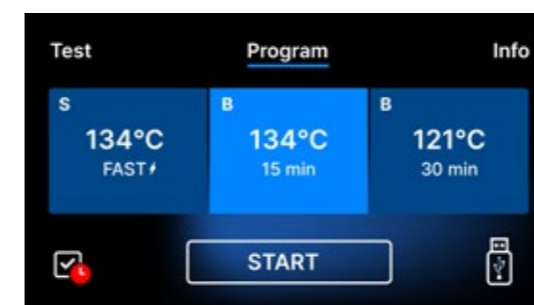 Test Program Info
S B B
134°C 134°C 121°C
FAST 15 min 30 min
START